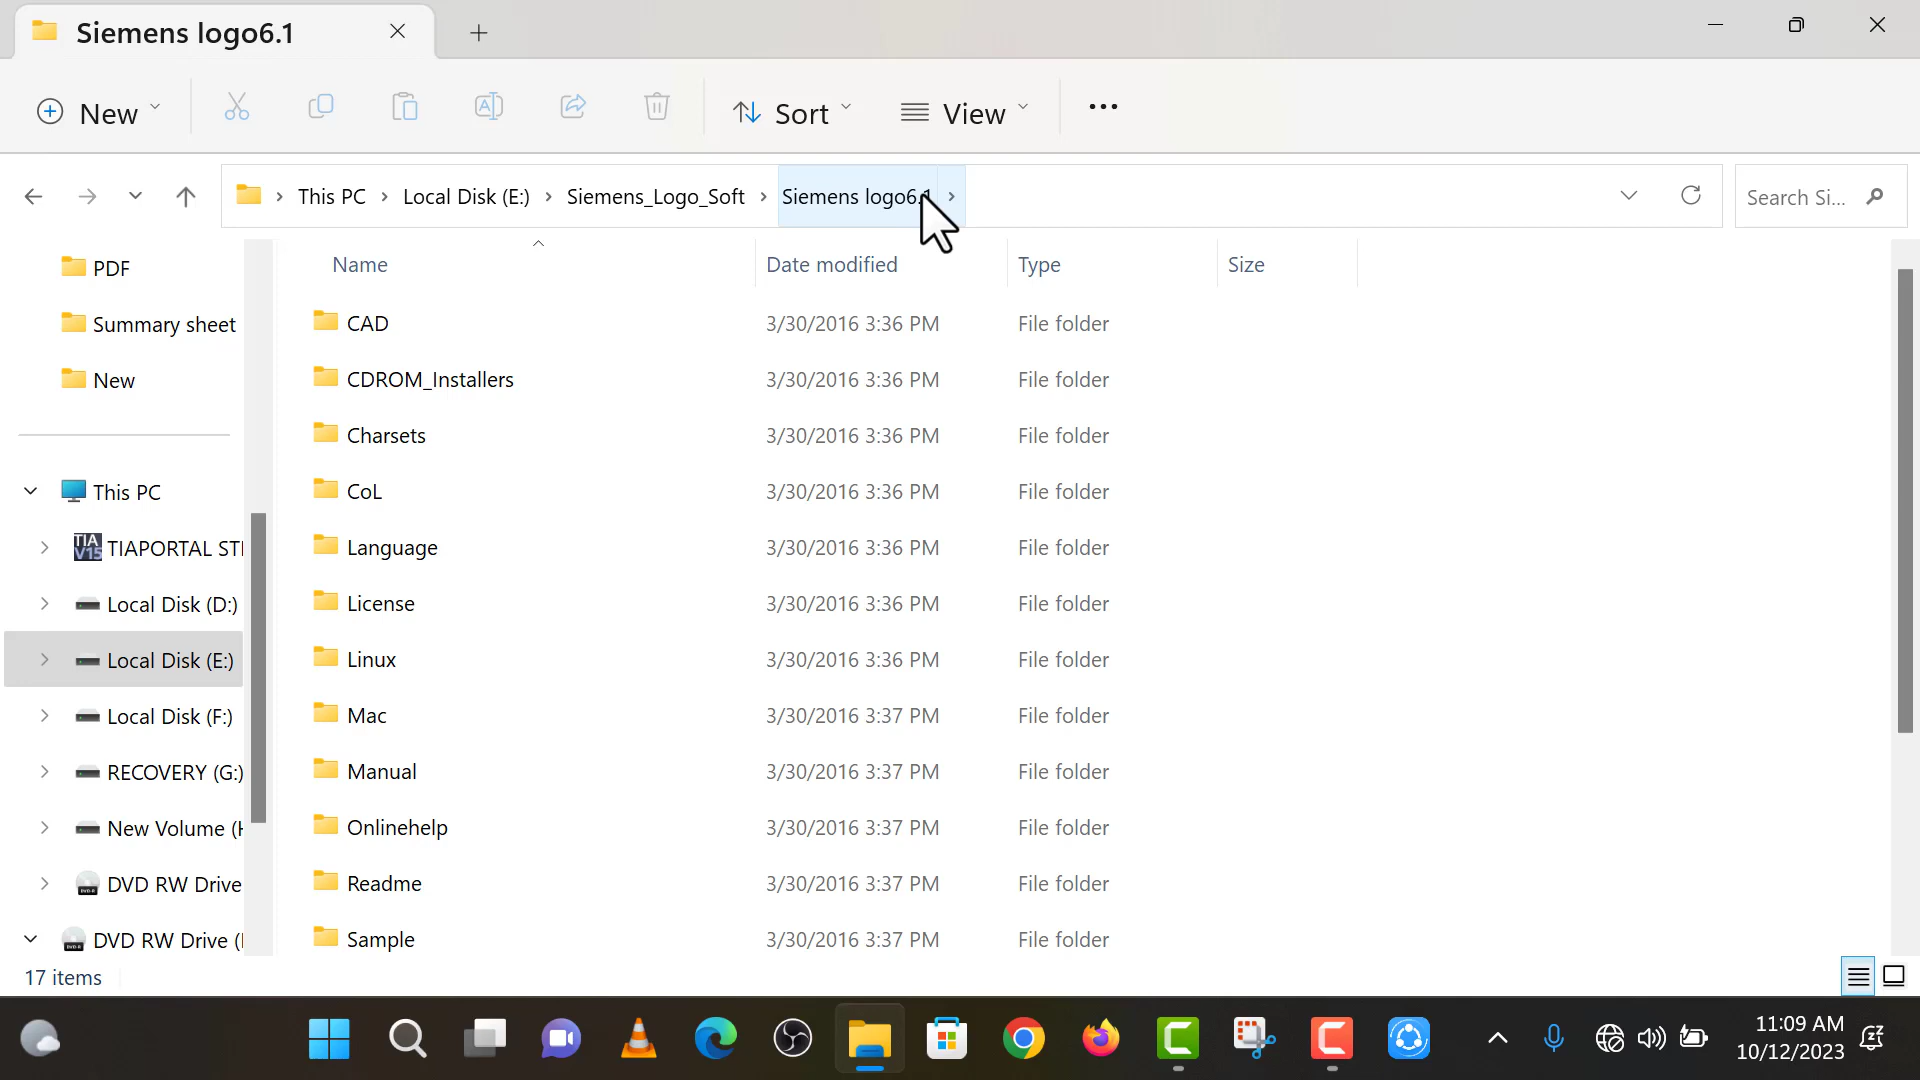 Siemens logo6.1
New
Sort
View
This PC
Local Disk (E:)
Siemens_Logo_Soft
Siemens logo6.1
Search Si...
PDF
Summary sheet
New
This PC
TIA V15
TIAPORTAL STI
Local Disk (D:)
Local Disk (E:)
Local Disk (F:)
RECOVERY (G:)
New Volume (H
DVD RW Drive
DVD RW Drive (
Name Date modified Type Size
CAD 3/30/2016 3:36 PM File folder
CDROM_Installers 3/30/2016 3:36 PM File folder
Charsets 3/30/2016 3:36 PM File folder
CoL 3/30/2016 3:36 PM File folder
Language 3/30/2016 3:36 PM File folder
License 3/30/2016 3:36 PM File folder
Linux 3/30/2016 3:36 PM File folder
Mac 3/30/2016 3:37 PM File folder
Manual 3/30/2016 3:37 PM File folder
Onlinehelp 3/30/2016 3:37 PM File folder
Readme 3/30/2016 3:37 PM File folder
Sample 3/30/2016 3:37 PM File folder
17 items
11:09 AM
10/12/2023